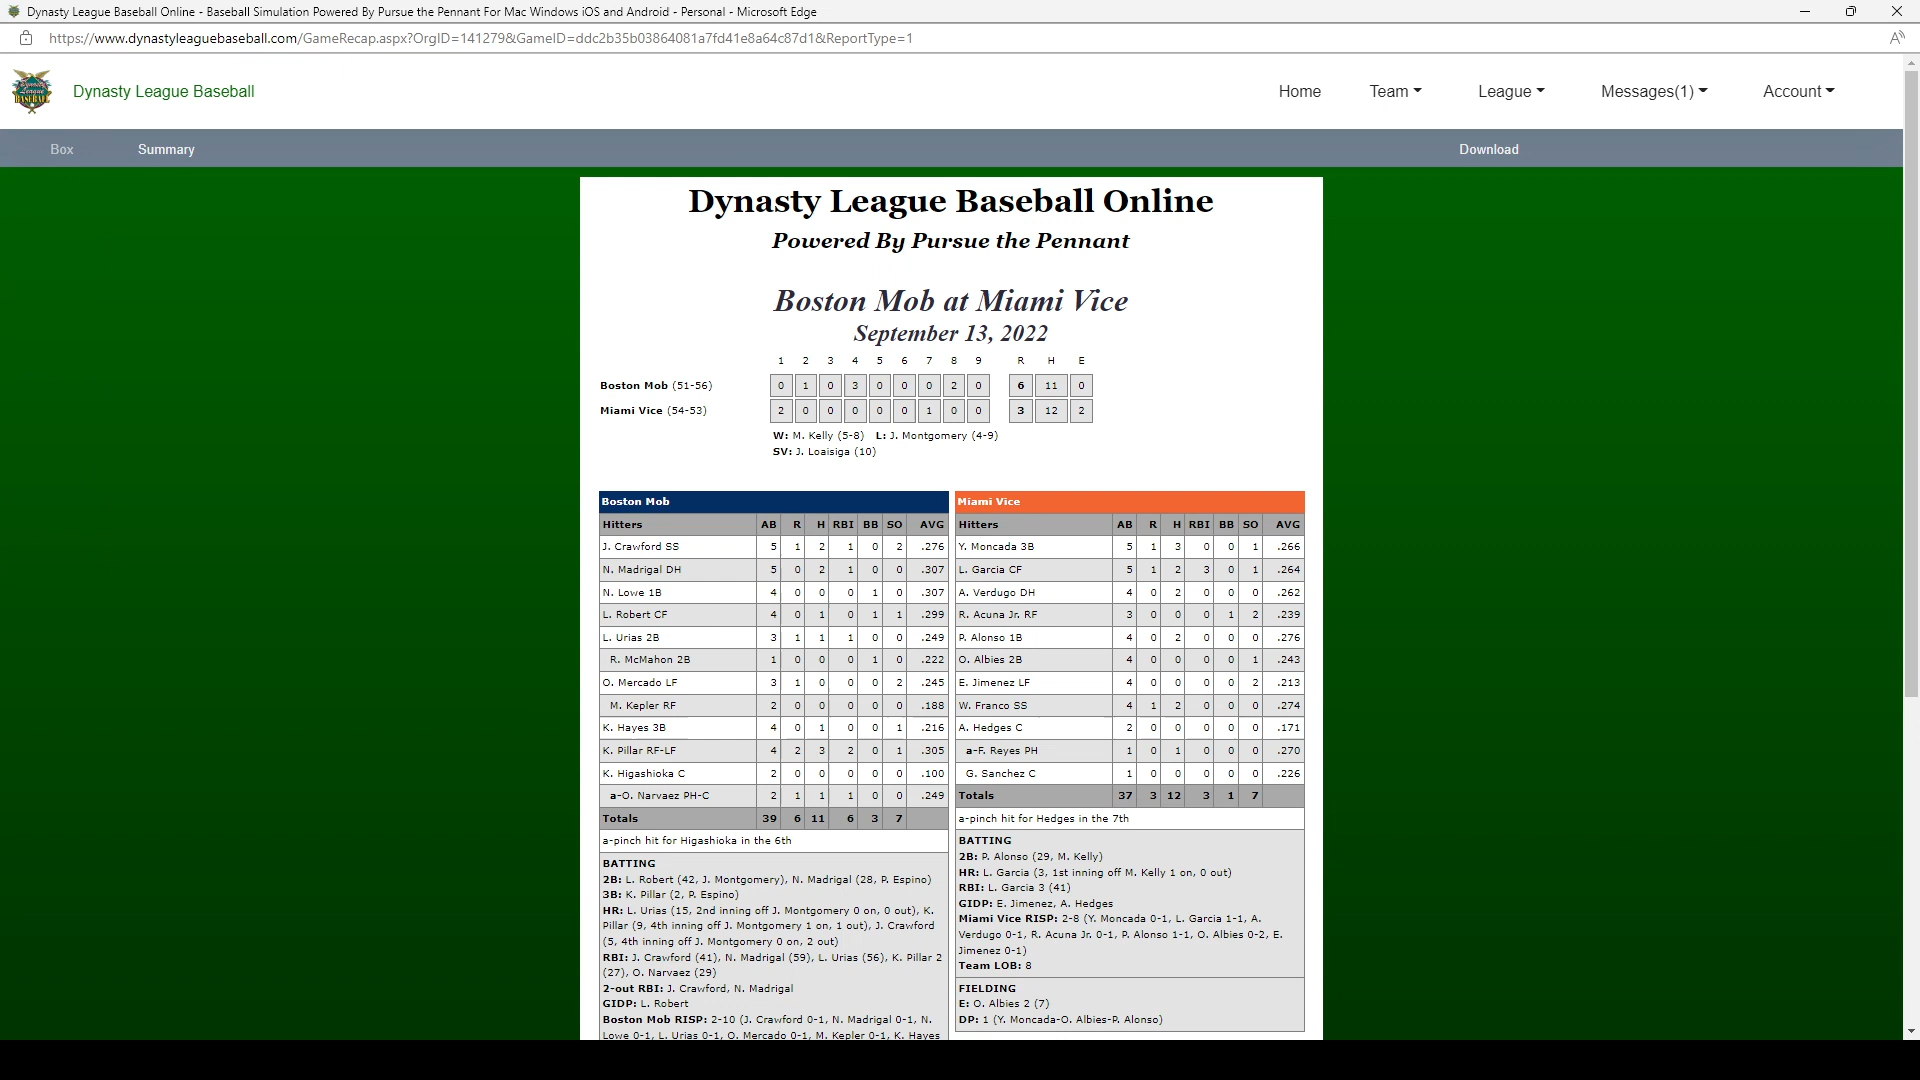 Dynasty League Baseball Online - Baseball Simulation Powered By Pursue the Pennant For Mac Windows iOS and Android - Personal - Microsoft Edge
https://www.dynastyleaguebaseball.com/GameRecap.aspx?OrgID=141279&GameID=ddc2b35b03864081a7fd41e8a64c87d1&ReportType=1
Dynasty League Baseball
Home Team League Messages(1) Account
Box Summary Download
Dynasty League Baseball Online
Powered By Pursue the Pennant
Boston Mob at Miami Vice
September 13, 2022
1 2 3 4 5 6 7 8 9 R H E
Boston Mob (51-56) 0 1 0 3 0 0 0 2 0 6 11 0
Miami Vice (54-53) 2 0 0 0 0 0 1 0 0 3 12 2
W: M. Kelly (5-8) L: J. Montgomery (4-9)
SV: J. Loaisiga (10)
Boston Mob
Hitters AB R H RBI BB SO AVG
J. Crawford SS 5 1 2 1 0 2 .276
N. Madrigal DH 5 0 2 1 0 0 .307
N. Lowe 1B 4 0 0 0 1 0 .307
L. Robert CF 4 0 1 0 1 1 .299
L. Urias 2B 3 1 1 1 0 0 .249
R. McMahon 2B 1 0 0 0 1 0 .222
O. Mercado LF 3 1 0 0 0 2 .245
M. Kepler RF 2 0 0 0 0 0 .188
K. Hayes 3B 4 0 1 0 0 1 .216
K. Pillar RF-LF 4 2 3 2 0 1 .305
K. Higashioka C 2 0 0 0 0 0 .100
a-O. Narvaez PH-C 2 1 1 1 0 0 .249
Totals 39 6 11 6 3 7
a-pinch hit for Higashioka in the 6th
BATTING
2B: L. Robert (42, J. Montgomery), N. Madrigal (28, P. Espino)
3B: K. Pillar (2, P. Espino)
HR: L. Urias (15, 2nd inning off J. Montgomery 0 on, 0 out), K.
Pillar (9, 4th inning off J. Montgomery 1 on, 1 out), J. Crawford
(5, 4th inning off J. Montgomery 0 on, 2 out)
RBI: J. Crawford (41), N. Madrigal (59), L. Urias (56), K. Pillar 2
(27), O. Narvaez (29)
2-out RBI: J. Crawford, N. Madrigal
GIDP: L. Robert
Boston Mob RISP: 2-10 (J. Crawford 0-1, N. Madrigal 0-1, N.
Lowe 0-1, L. Urias 0-1, O. Mercado 0-1, M. Kepler 0-1, K. Hayes
Miami Vice
Hitters AB R H RBI BB SO AVG
Y. Moncada 3B 5 1 3 0 0 1 .266
L. Garcia CF 5 1 2 3 0 1 .264
A. Verdugo DH 4 0 2 0 0 0 .262
R. Acuna Jr. RF 3 0 0 0 1 2 .239
P. Alonso 1B 4 0 2 0 0 0 .276
O. Albies 2B 4 0 0 0 0 1 .243
E. Jimenez LF 4 0 0 0 0 2 .213
W. Franco SS 4 1 2 0 0 0 .274
A. Hedges C 2 0 0 0 0 0 .171
a-F. Reyes PH 1 0 1 0 0 0 .270
G. Sanchez C 1 0 0 0 0 0 .226
Totals 37 3 12 3 1 7
a-pinch hit for Hedges in the 7th
BATTING
2B: P. Alonso (29, M. Kelly)
HR: L. Garcia (3, 1st inning off M. Kelly 1 on, 0 out)
RBI: L. Garcia 3 (41)
GIDP: E. Jimenez, A. Hedges
Miami Vice RISP: 2-8 (Y. Moncada 0-1, L. Garcia 1-1, A.
Verdugo 0-1, R. Acuna Jr. 0-1, P. Alonso 1-1, O. Albies 0-2, E.
Jimenez 0-1)
Team LOB: 8
FIELDING
E: O. Albies 2 (7)
DP: 1 (Y. Moncada-O. Albies-P. Alonso)